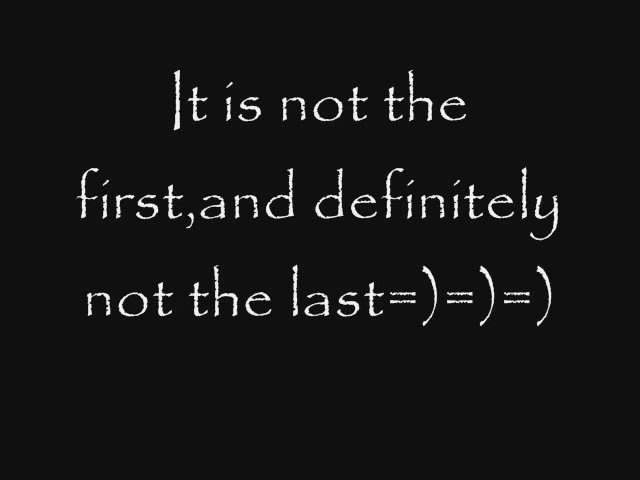 It is not the
first,and definitely
not the last=)=)=)